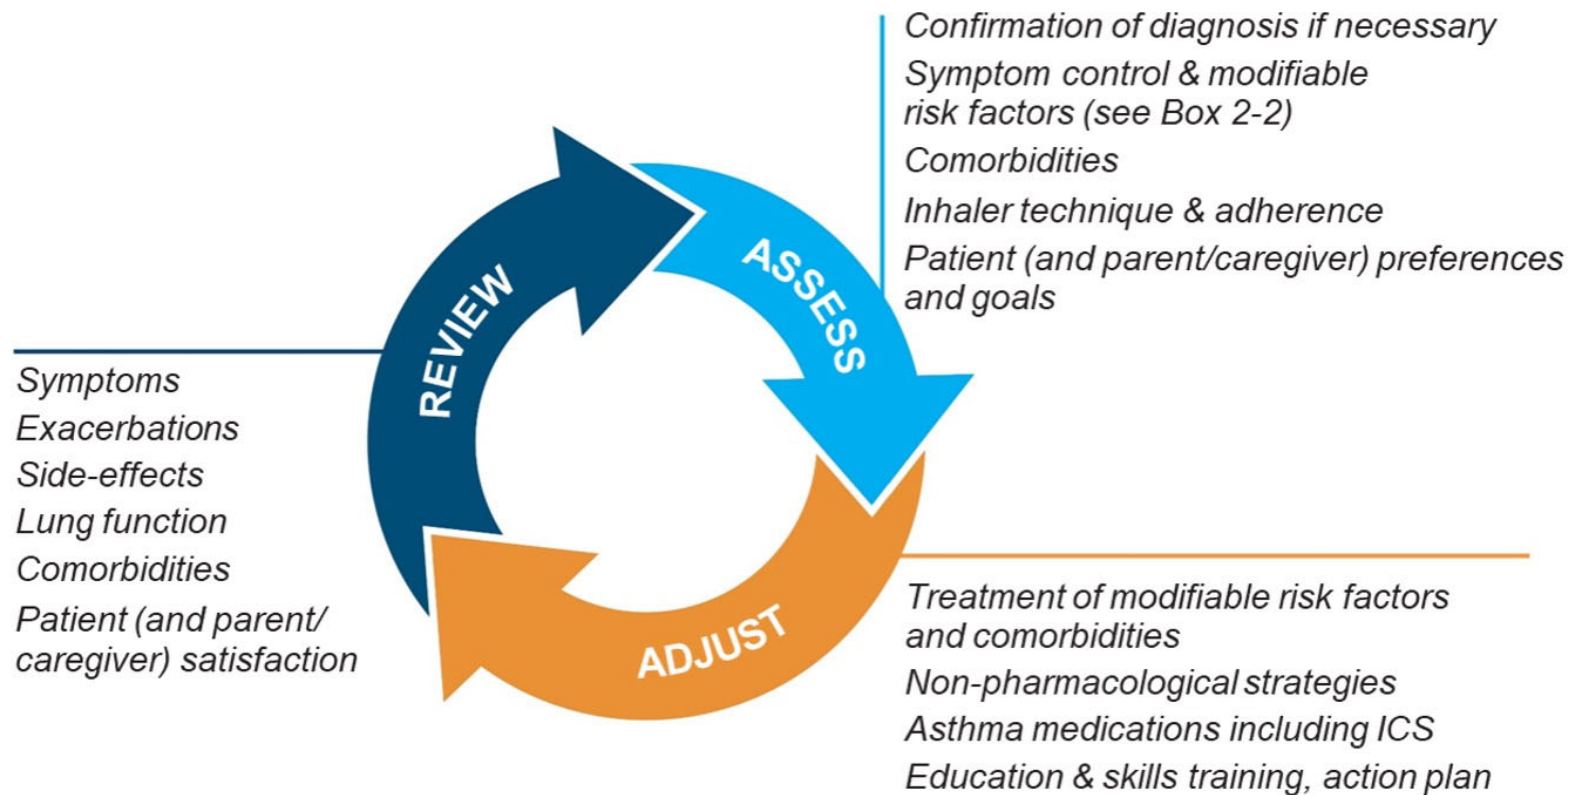 Confirmation of diagnosis if necessary
Symptom control & modifiable
risk factors (see Box 2-2)
Comorbidities
Inhaler technique & adherence
Patient (and parent/caregiver) preferences
and goals
ASSESS
REVIEW
Symptoms
Exacerbations
Side-effects
Lung function
Comorbidities
Patient (and parent/
caregiver) satisfaction
ADJUST
Treatment of modifiable risk factors
and comorbidities
Non-pharmacological strategies
Asthma medications including ICS
Education & skills training, action plan